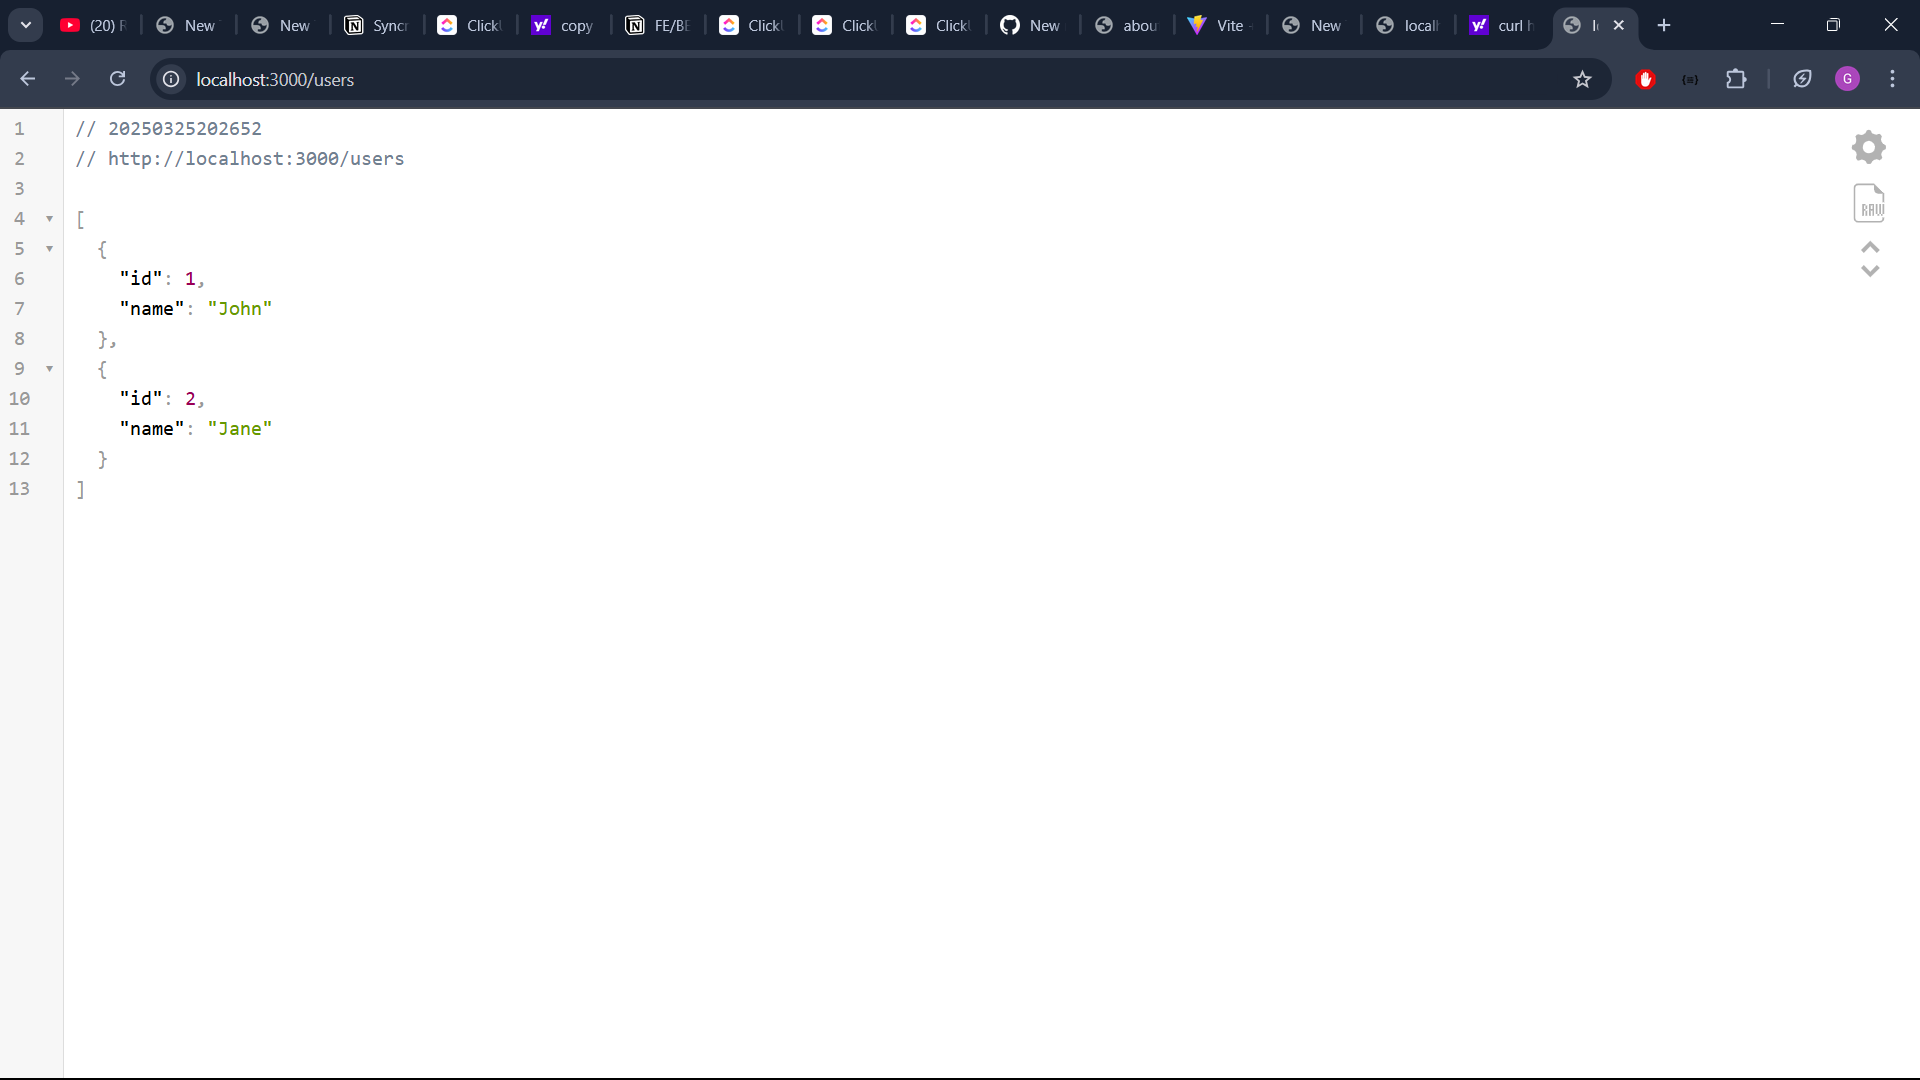 (20) R
New
New
Syncr
Click
copy
FE/BE
Click
Click
Click
New
abou
Vite
New
local
curl h
l
localhost:3000/users
G
1 // 20250325202652
2 // http://localhost:3000/users
3
4 [
5 {
6 "id": 1,
7 "name": "John"
8 },
9 {
10 "id": 2,
11 "name": "Jane"
12 }
13 ]
RAW